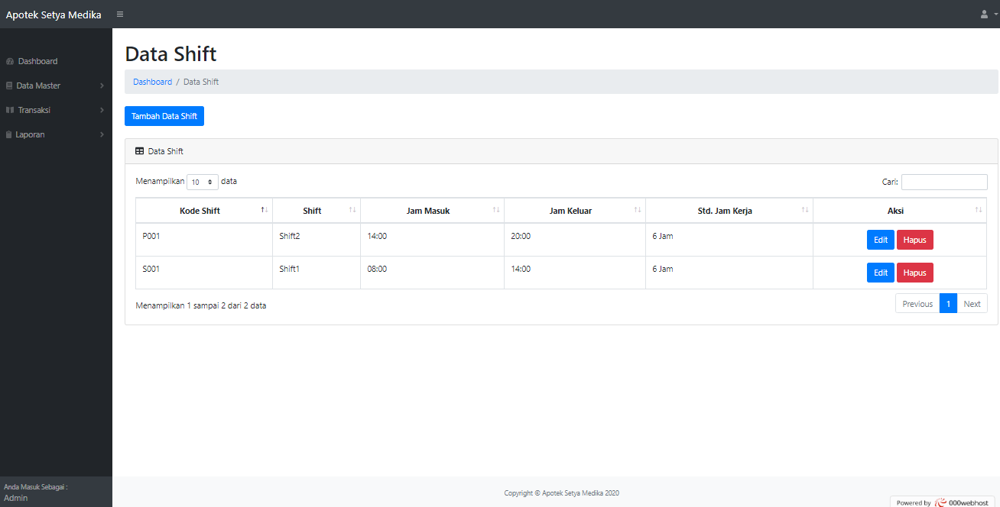 Apotek Setya Medika
Dashboard
Data Master
Transaksi
Laporan
Anda Masuk Sebagai :
Admin
Data Shift
Dashboard / Data Shift
Tambah Data Shift
Data Shift
Menampilkan 10 data
Cari:
Kode Shift Shift Jam Masuk Jam Keluar Std. Jam Kerja Aksi
P001 Shift2 14:00 20:00 6 Jam Edit Hapus
S001 Shift1 08:00 14:00 6 Jam Edit Hapus
Menampilkan 1 sampai 2 dari 2 data
Previous 1 Next
Copyright © Apotek Setya Medika 2020
Powered by 000webhost